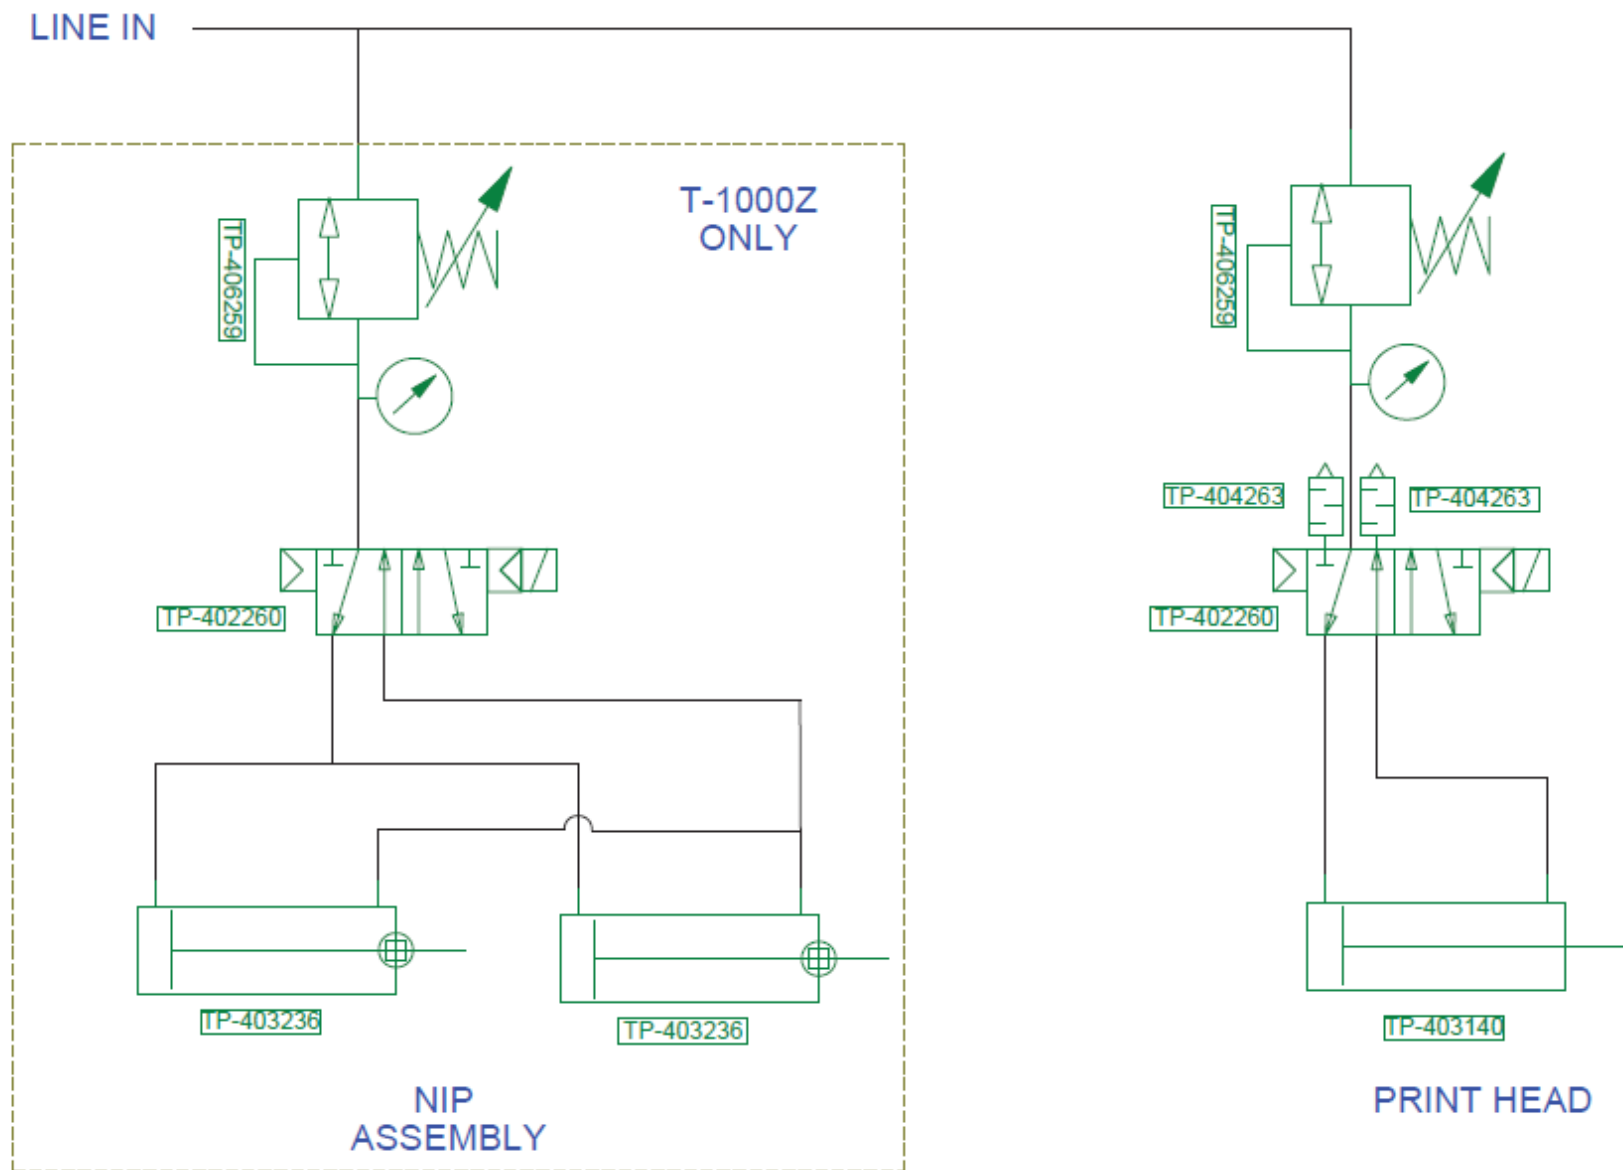 LINE IN
T-1000Z
ONLY
TP-406259
TP-406259
TP-404263
TP-404263
TP-402260
TP-402260
TP-403236
TP-403236
TP-403140
NIP
ASSEMBLY
PRINT HEAD